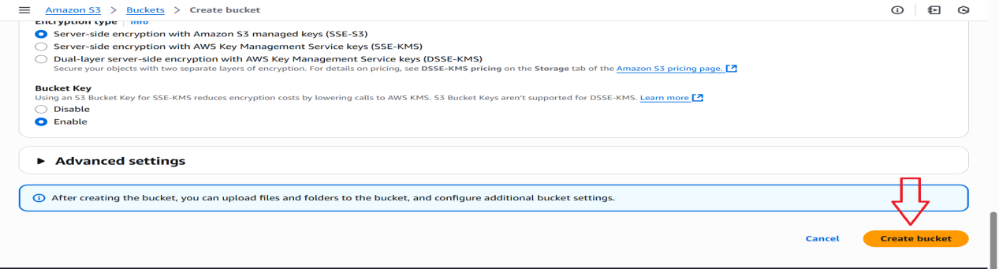 Amazon S3 > Buckets > Create bucket
Encryption type | Info
Server-side encryption with Amazon S3 managed keys (SSE-S3)
Server-side encryption with AWS Key Management Service keys (SSE-KMS)
Dual-layer server-side encryption with AWS Key Management Service keys (DSSE-KMS)
Secure your objects with two separate layers of encryption. For details on pricing, see DSSE-KMS pricing on the Storage tab of the Amazon S3 pricing page.
Bucket Key
Using an S3 Bucket Key for SSE-KMS reduces encryption costs by lowering calls to AWS KMS. S3 Bucket Keys aren't supported for DSSE-KMS. Learn more
Disable
Enable
Advanced settings
After creating the bucket, you can upload files and folders to the bucket, and configure additional bucket settings.
Cancel
Create bucket